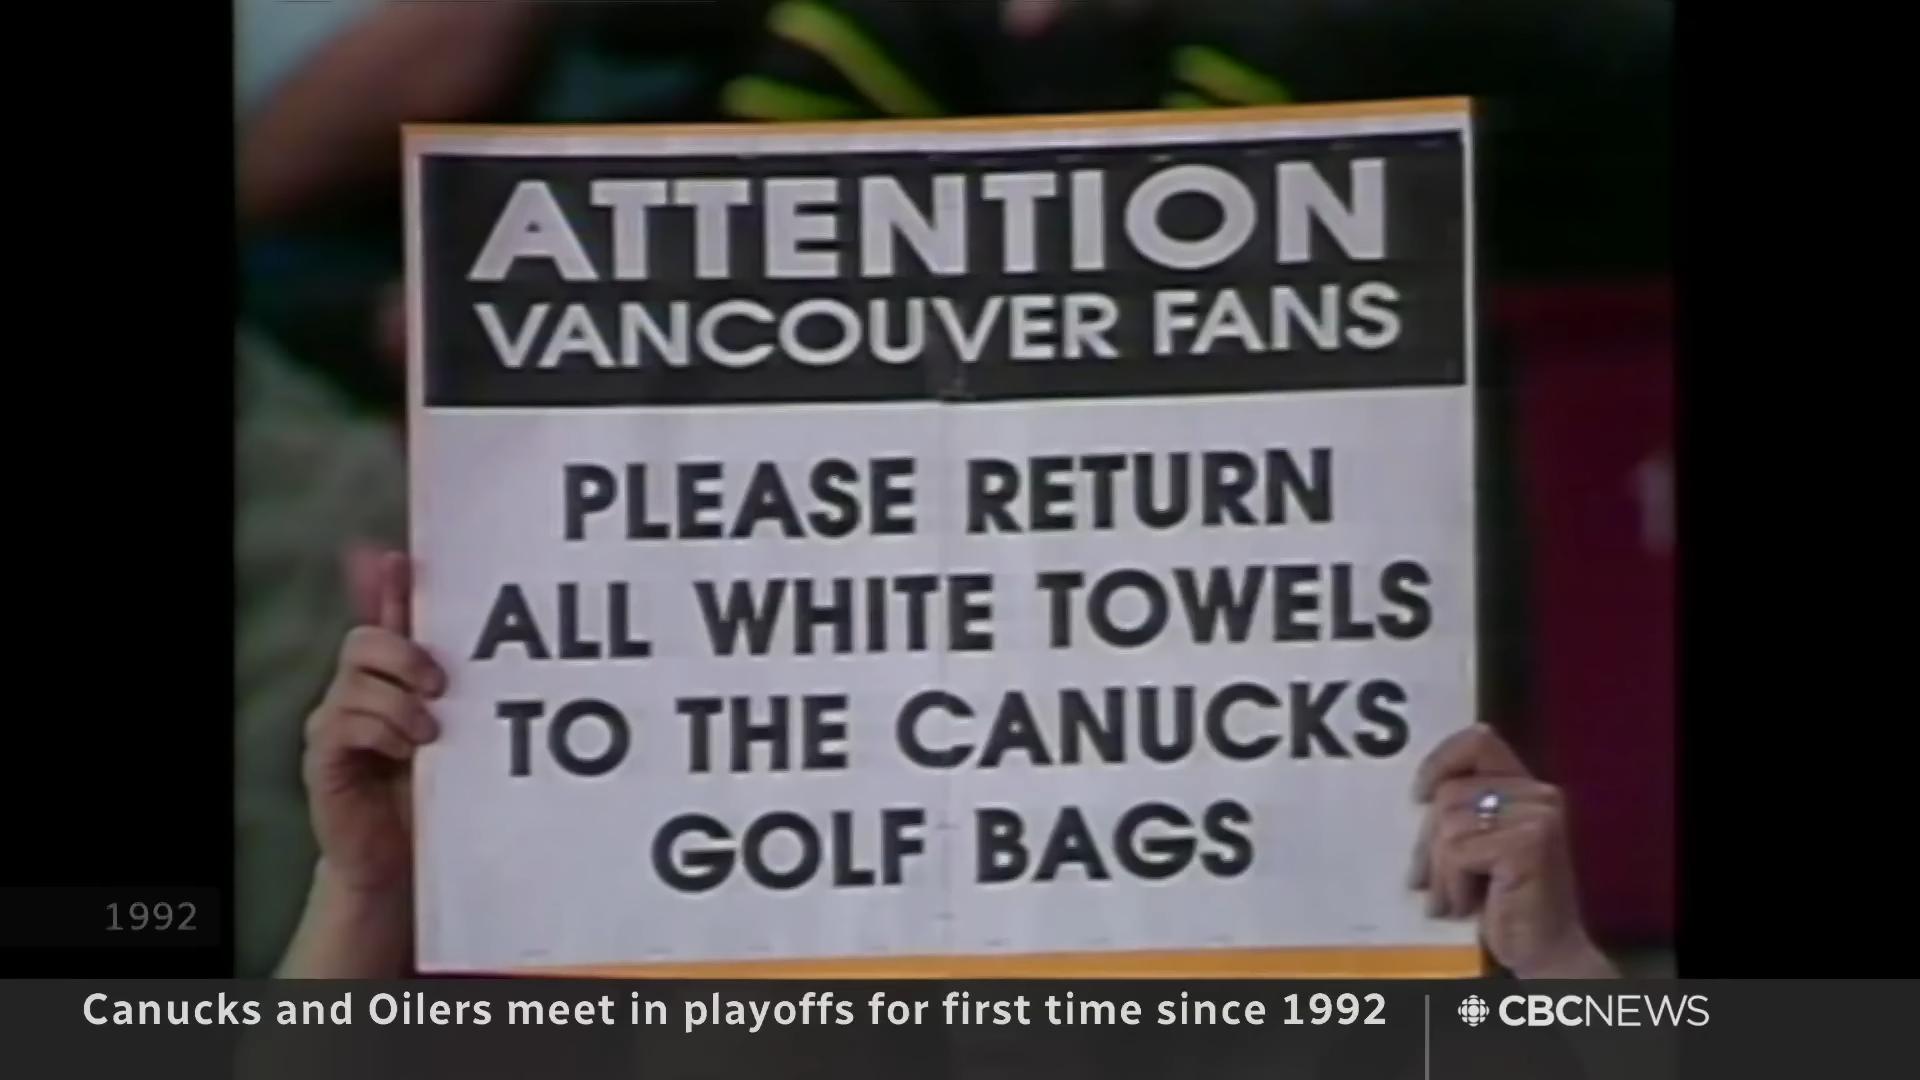 ATTENTION
VANCOUVER FANS
PLEASE RETURN
ALL WHITE TOWELS
TO THE CANUCKS
GOLF BAGS
1992
Canucks and Oilers meet in playoffs for first time since 1992
CBCNEWS